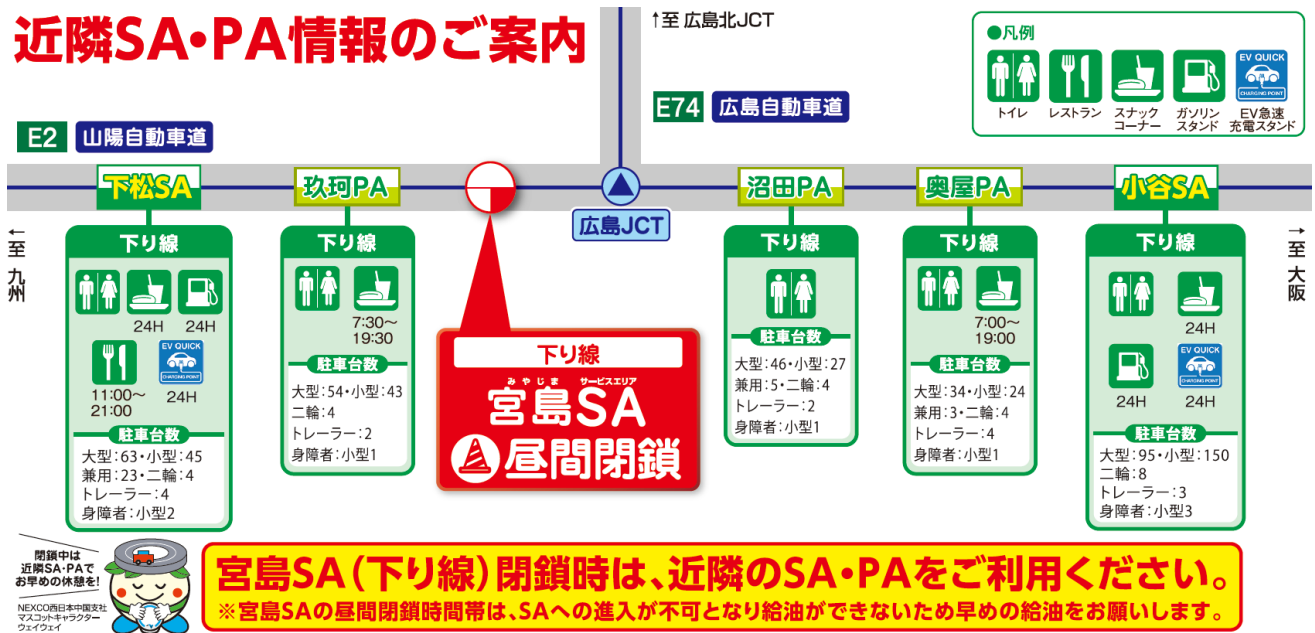 近隣SA・PA情報のご案内
↑至 広島北JCT
●凡例
トイレ
レストラン
スナック
コーナー
ガソリン
スタンド
EV QUICK
CHARGING POINT
EV急速
充電スタンド
E74 広島自動車道
E2 山陽自動車道
下松SA
玖珂PA
広島JCT
沼田PA
奥屋PA
小谷SA
←至 九州
→至 大阪
下り線
24H
24H
EV QUICK
CHARGING POINT
11:00〜
21:00
24H
駐車台数
大型:63・小型:45
兼用:23・二輪:4
トレーラー:4
身障者:小型2
下り線
7:30〜
19:30
駐車台数
大型:54・小型:43
二輪:4
トレーラー:2
身障者:小型1
下り線
みやじま サービスエリア
宮島SA
昼間閉鎖
下り線
駐車台数
大型:46・小型:27
兼用:5・二輪:4
トレーラー:2
身障者:小型1
下り線
7:00〜
19:00
駐車台数
大型:34・小型:24
兼用:3・二輪:4
トレーラー:4
身障者:小型1
下り線
24H
EV QUICK
CHARGING POINT
24H
24H
駐車台数
大型:95・小型:150
二輪:8
トレーラー:3
身障者:小型3
閉鎖中は
近隣SA・PAで
お早めの休憩を!
NEXCO西日本中国支社
マスコットキャラクター
ウェイウェイ
宮島SA(下り線)閉鎖時は、近隣のSA・PAをご利用ください。
※宮島SAの昼間閉鎖時間帯は、SAへの進入が不可となり給油ができないため早めの給油をお願いします。